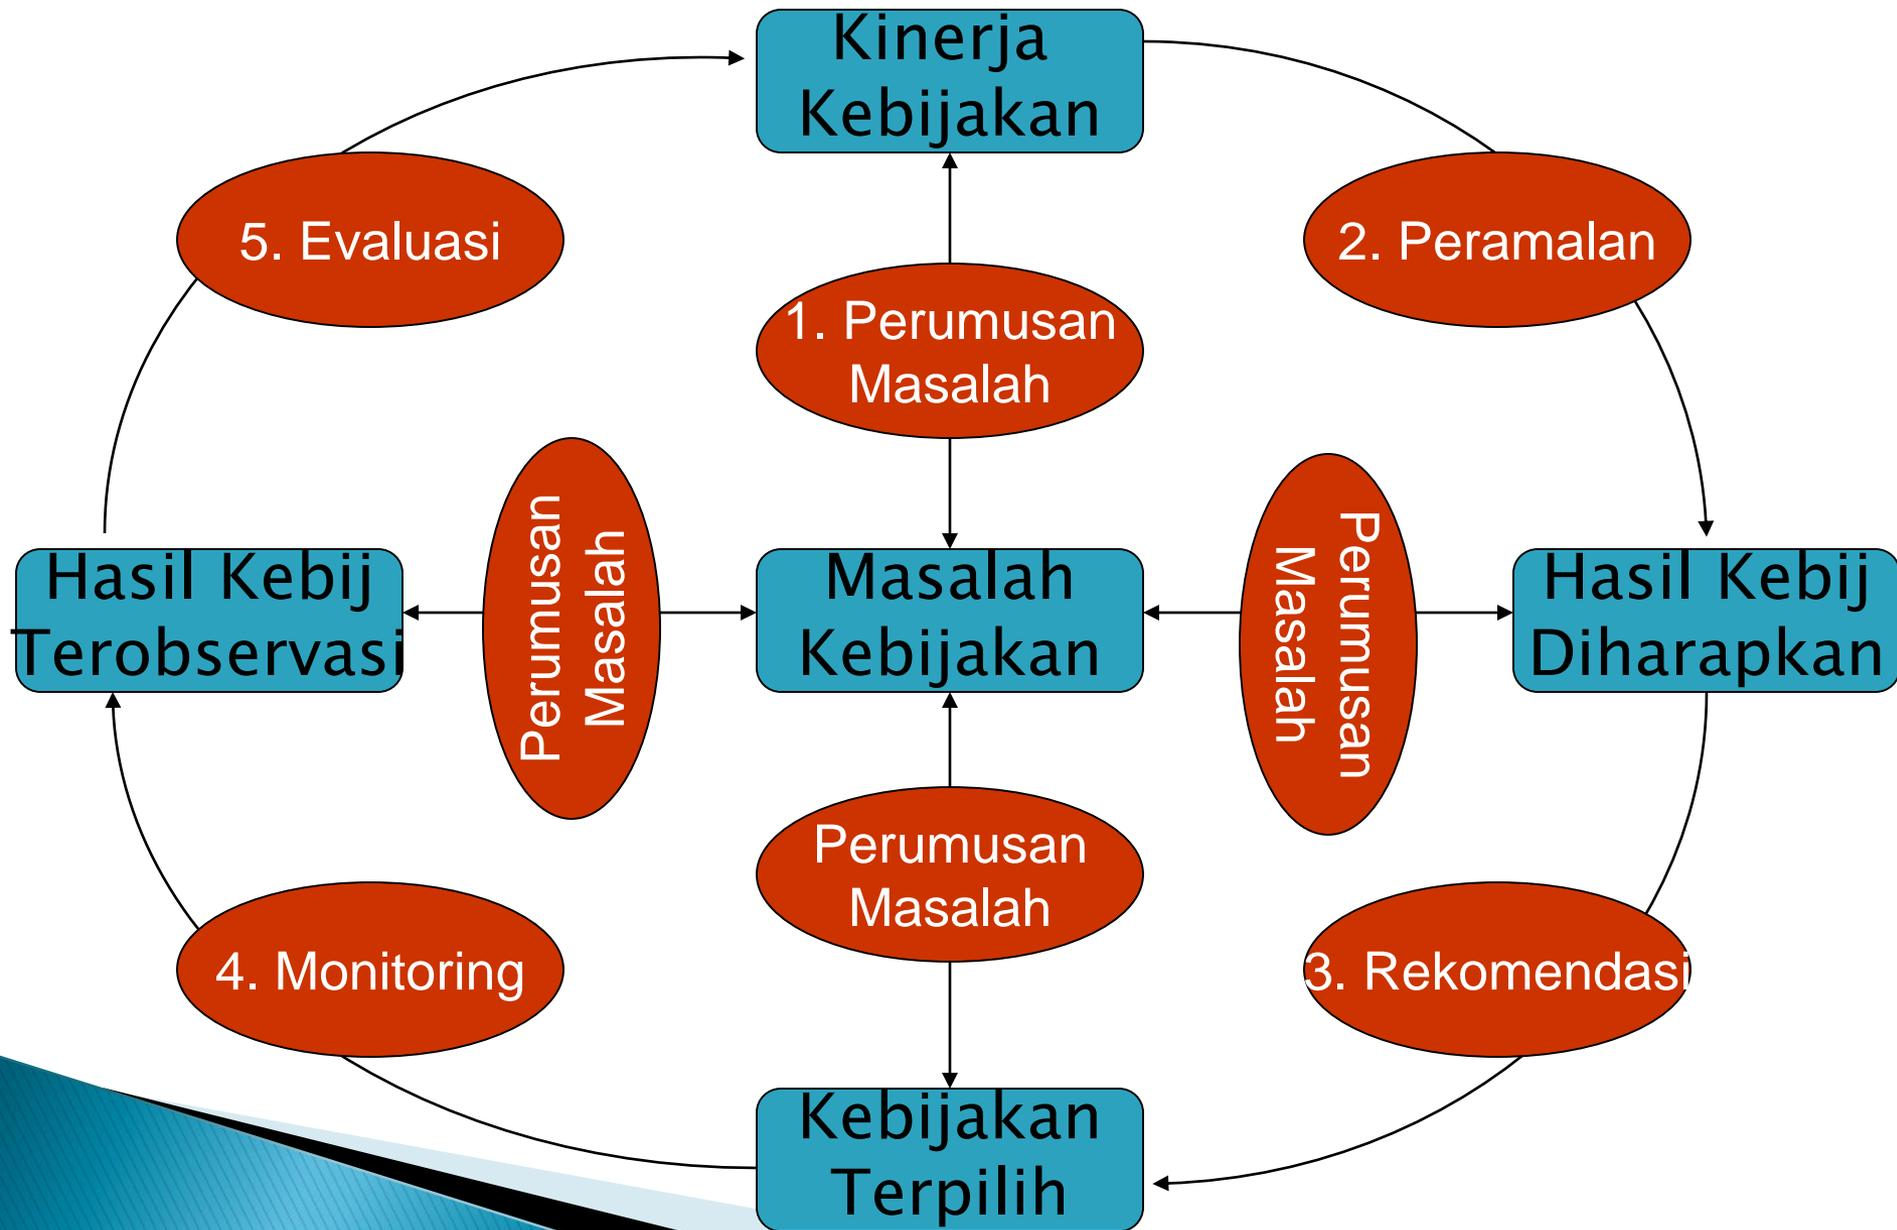 Kinerja
Kebijakan
5. Evaluasi
2. Peramalan
1. Perumusan
Masalah
Perumusan
Masalah
Perumusan
Masalah
Hasil Kebij
Terobservasi
Masalah
Kebijakan
Hasil Kebij
Diharapkan
Perumusan
Masalah
4. Monitoring
3. Rekomendasi
Kebijakan
Terpilih